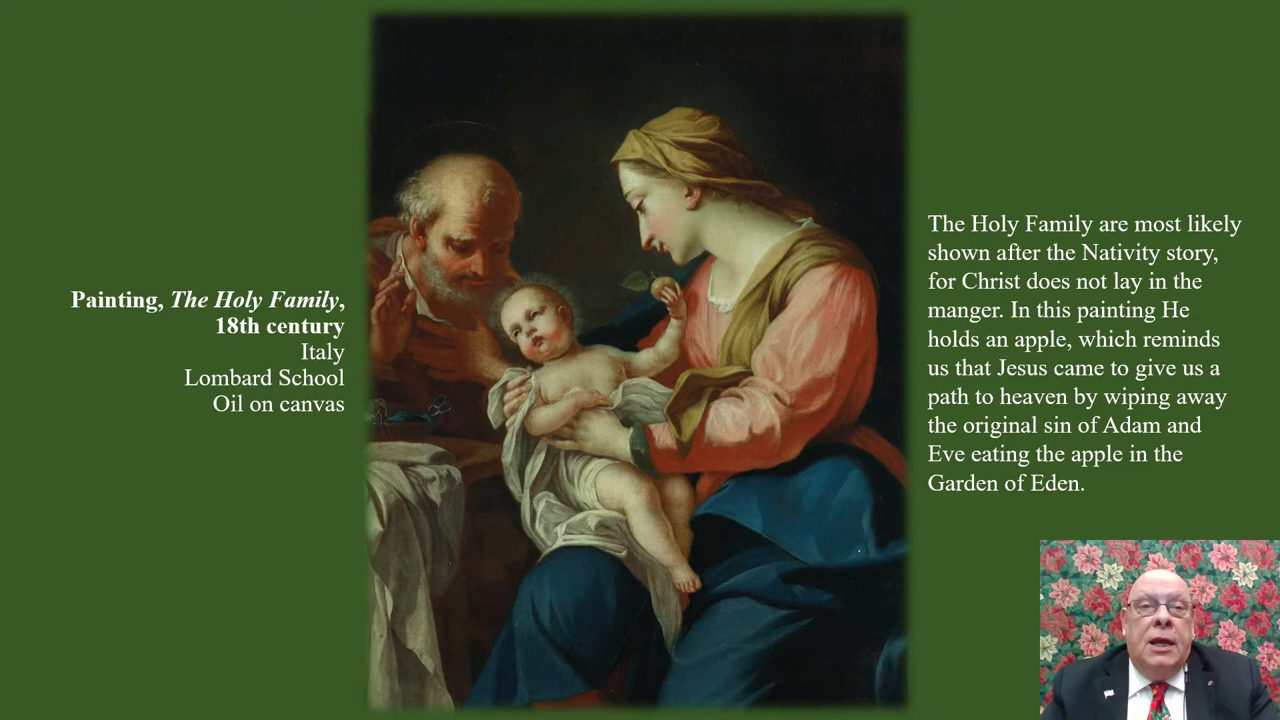 Painting, The Holy Family,
18th century
Italy
Lombard School
Oil on canvas
The Holy Family are most likely
shown after the Nativity story,
for Christ does not lay in the
manger. In this painting He
holds an apple, which reminds
us that Jesus came to give us a
path to heaven by wiping away
the original sin of Adam and
Eve eating the apple in the
Garden of Eden.